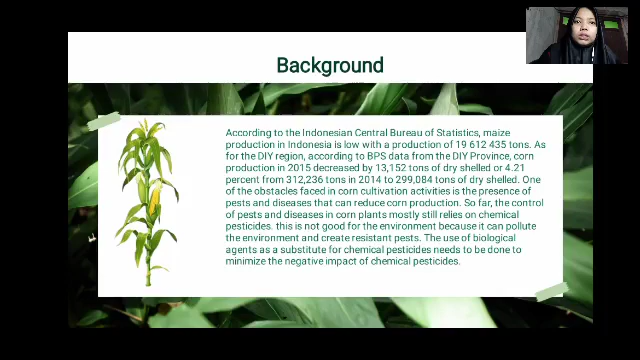 Background
According to the Indonesian Central Bureau of Statistics, maize
production in Indonesia is low with a production of 19 612 435 tons. As
for the DIY region, according to BPS data from the DIY Province, corn
production in 2015 decreased by 13,152 tons of dry shelled or 4.21
percent from 312,236 tons in 2014 to 299,084 tons of dry shelled. One
of the obstacles faced in corn cultivation activities is the presence of
pests and diseases that can reduce corn production. So far, the control
of pests and diseases in corn plants mostly still relies on chemical
pesticides. this is not good for the environment because it can pollute
the environment and create resistant pests. The use of biological
agents as a substitute for chemical pesticides needs to be done to
minimize the negative impact of chemical pesticides.